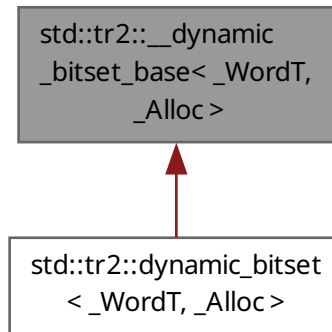 std::tr2::__dynamic
_bitset_base< _WordT,
_Alloc >
std::tr2::dynamic_bitset
< _WordT, _Alloc >